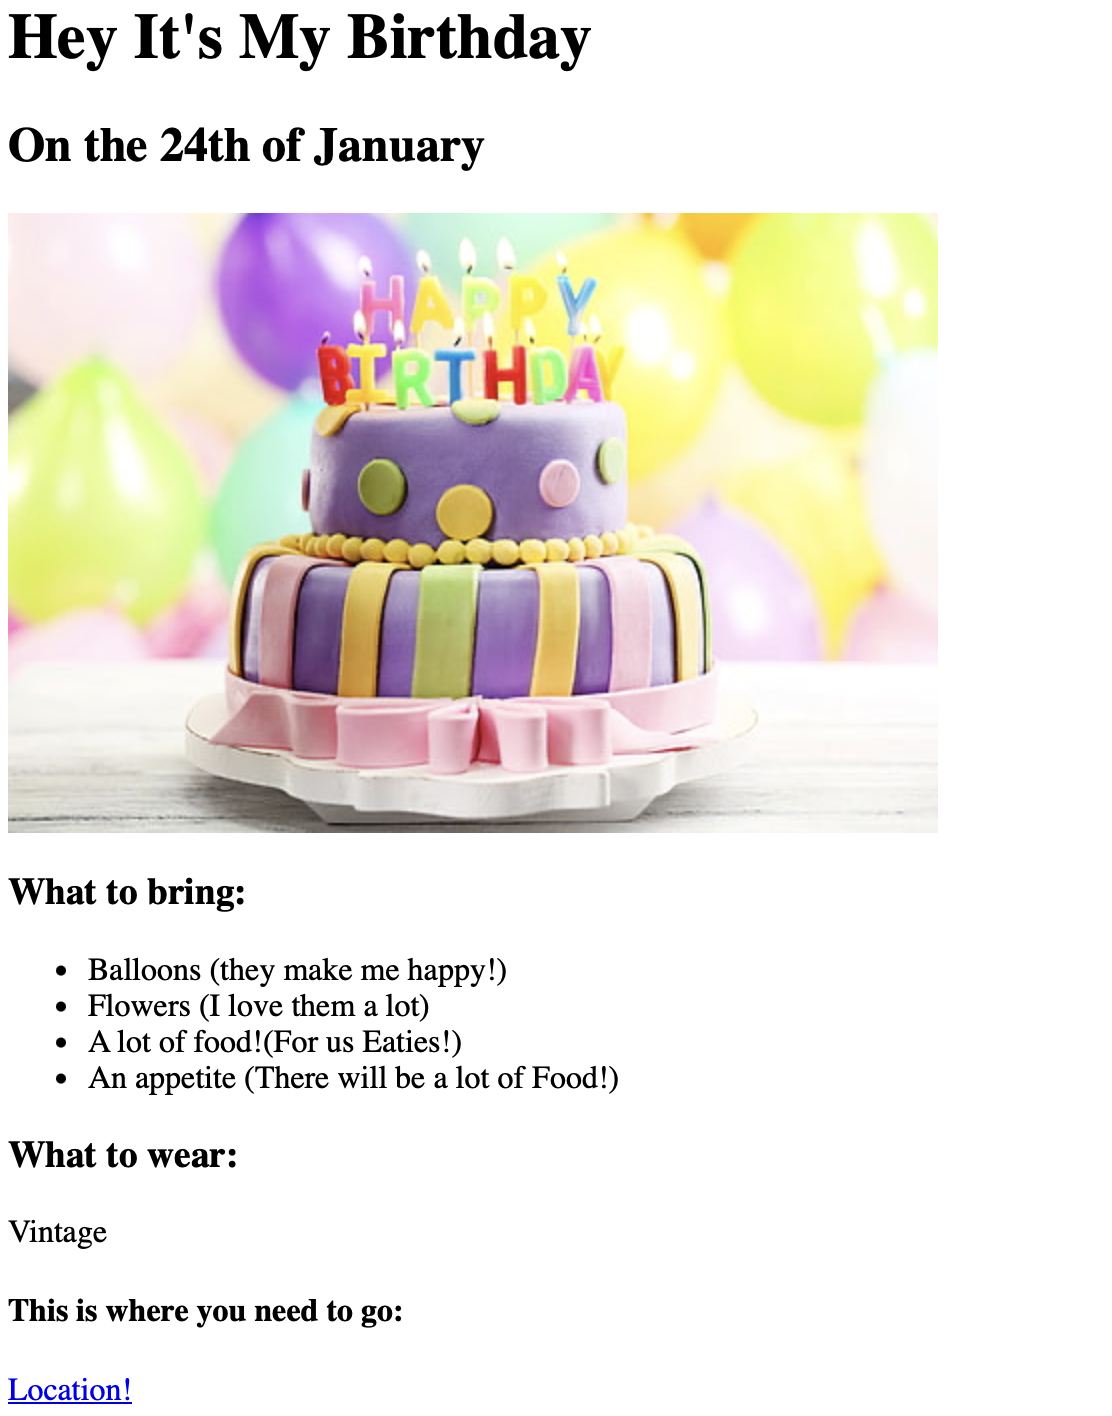 Hey It's My Birthday
On the 24th of January
HAPPY
BIRTHDAY
What to bring:
Balloons (they make me happy!)
Flowers (I love them a lot)
A lot of food!(For us Eaties!)
An appetite (There will be a lot of Food!)
What to wear:
Vintage
This is where you need to go:
Location!